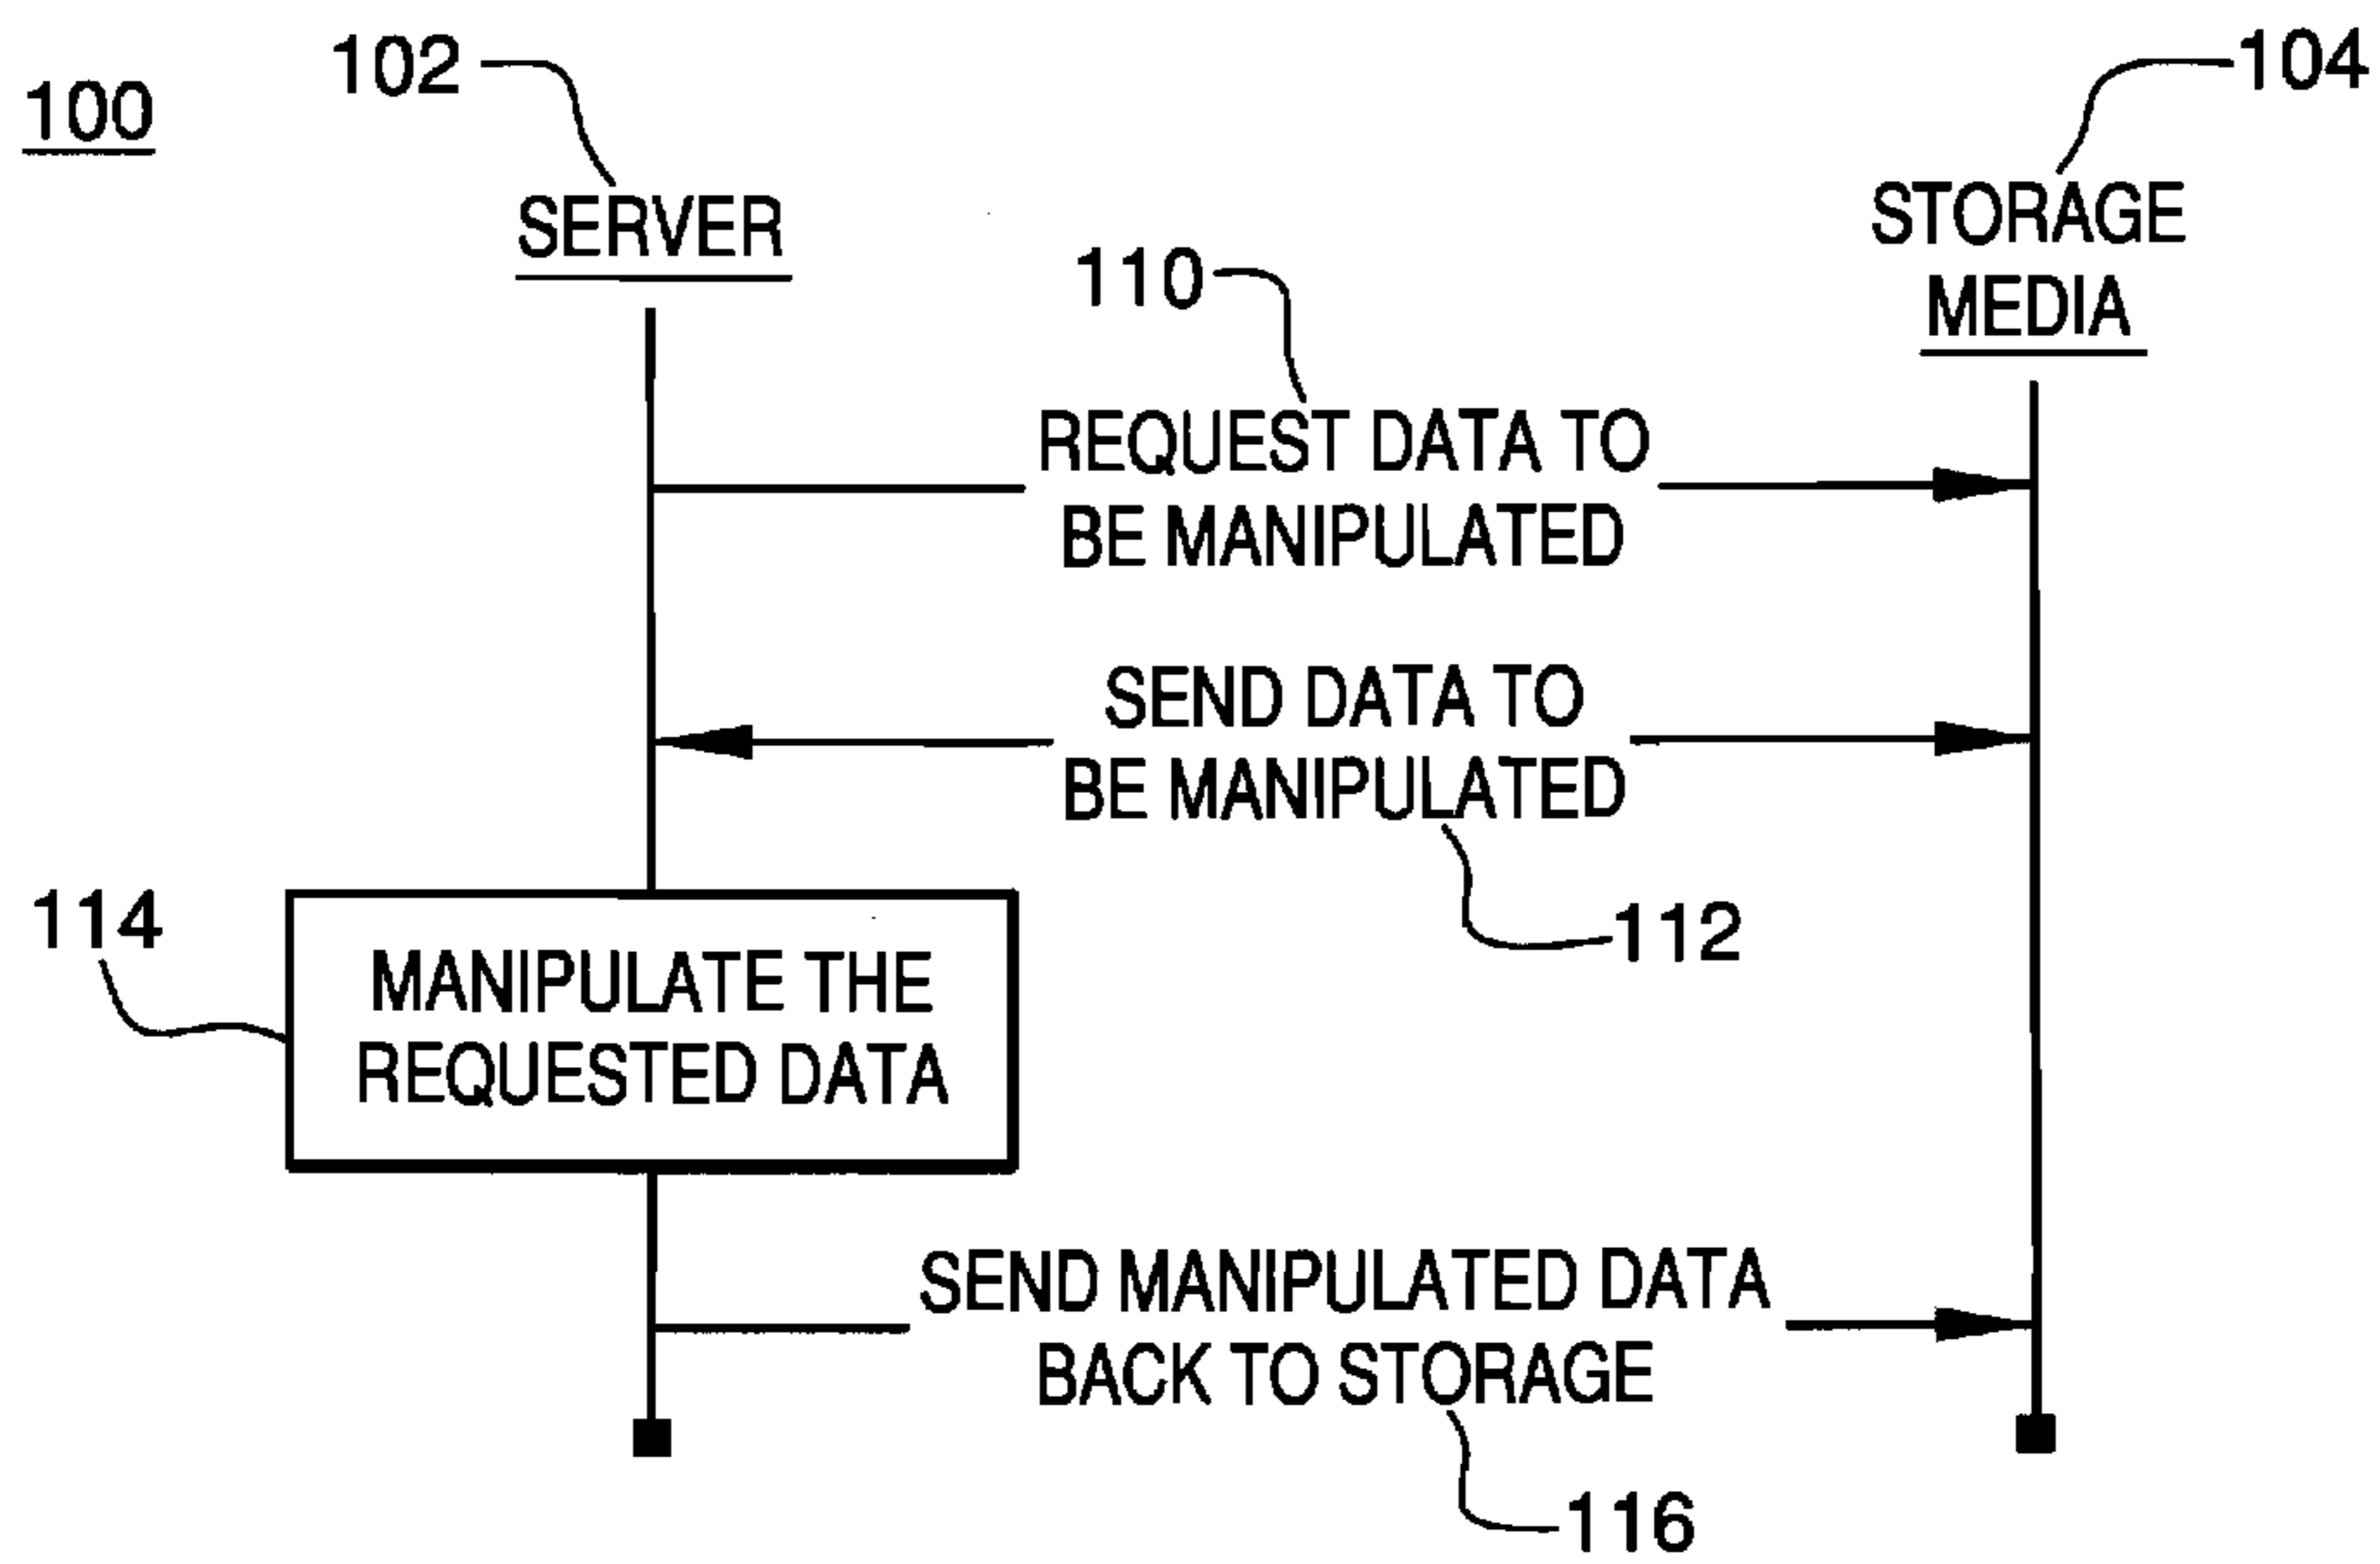 102
104
100
SERVER
STORAGE
MEDIA
110
REQUEST DATA TO
BE MANIPULATED
SEND DATA TO
BE MANIPULATED
112
114
MANIPULATE THE
REQUESTED DATA
SEND MANIPULATED DATA
BACK TO STORAGE
116